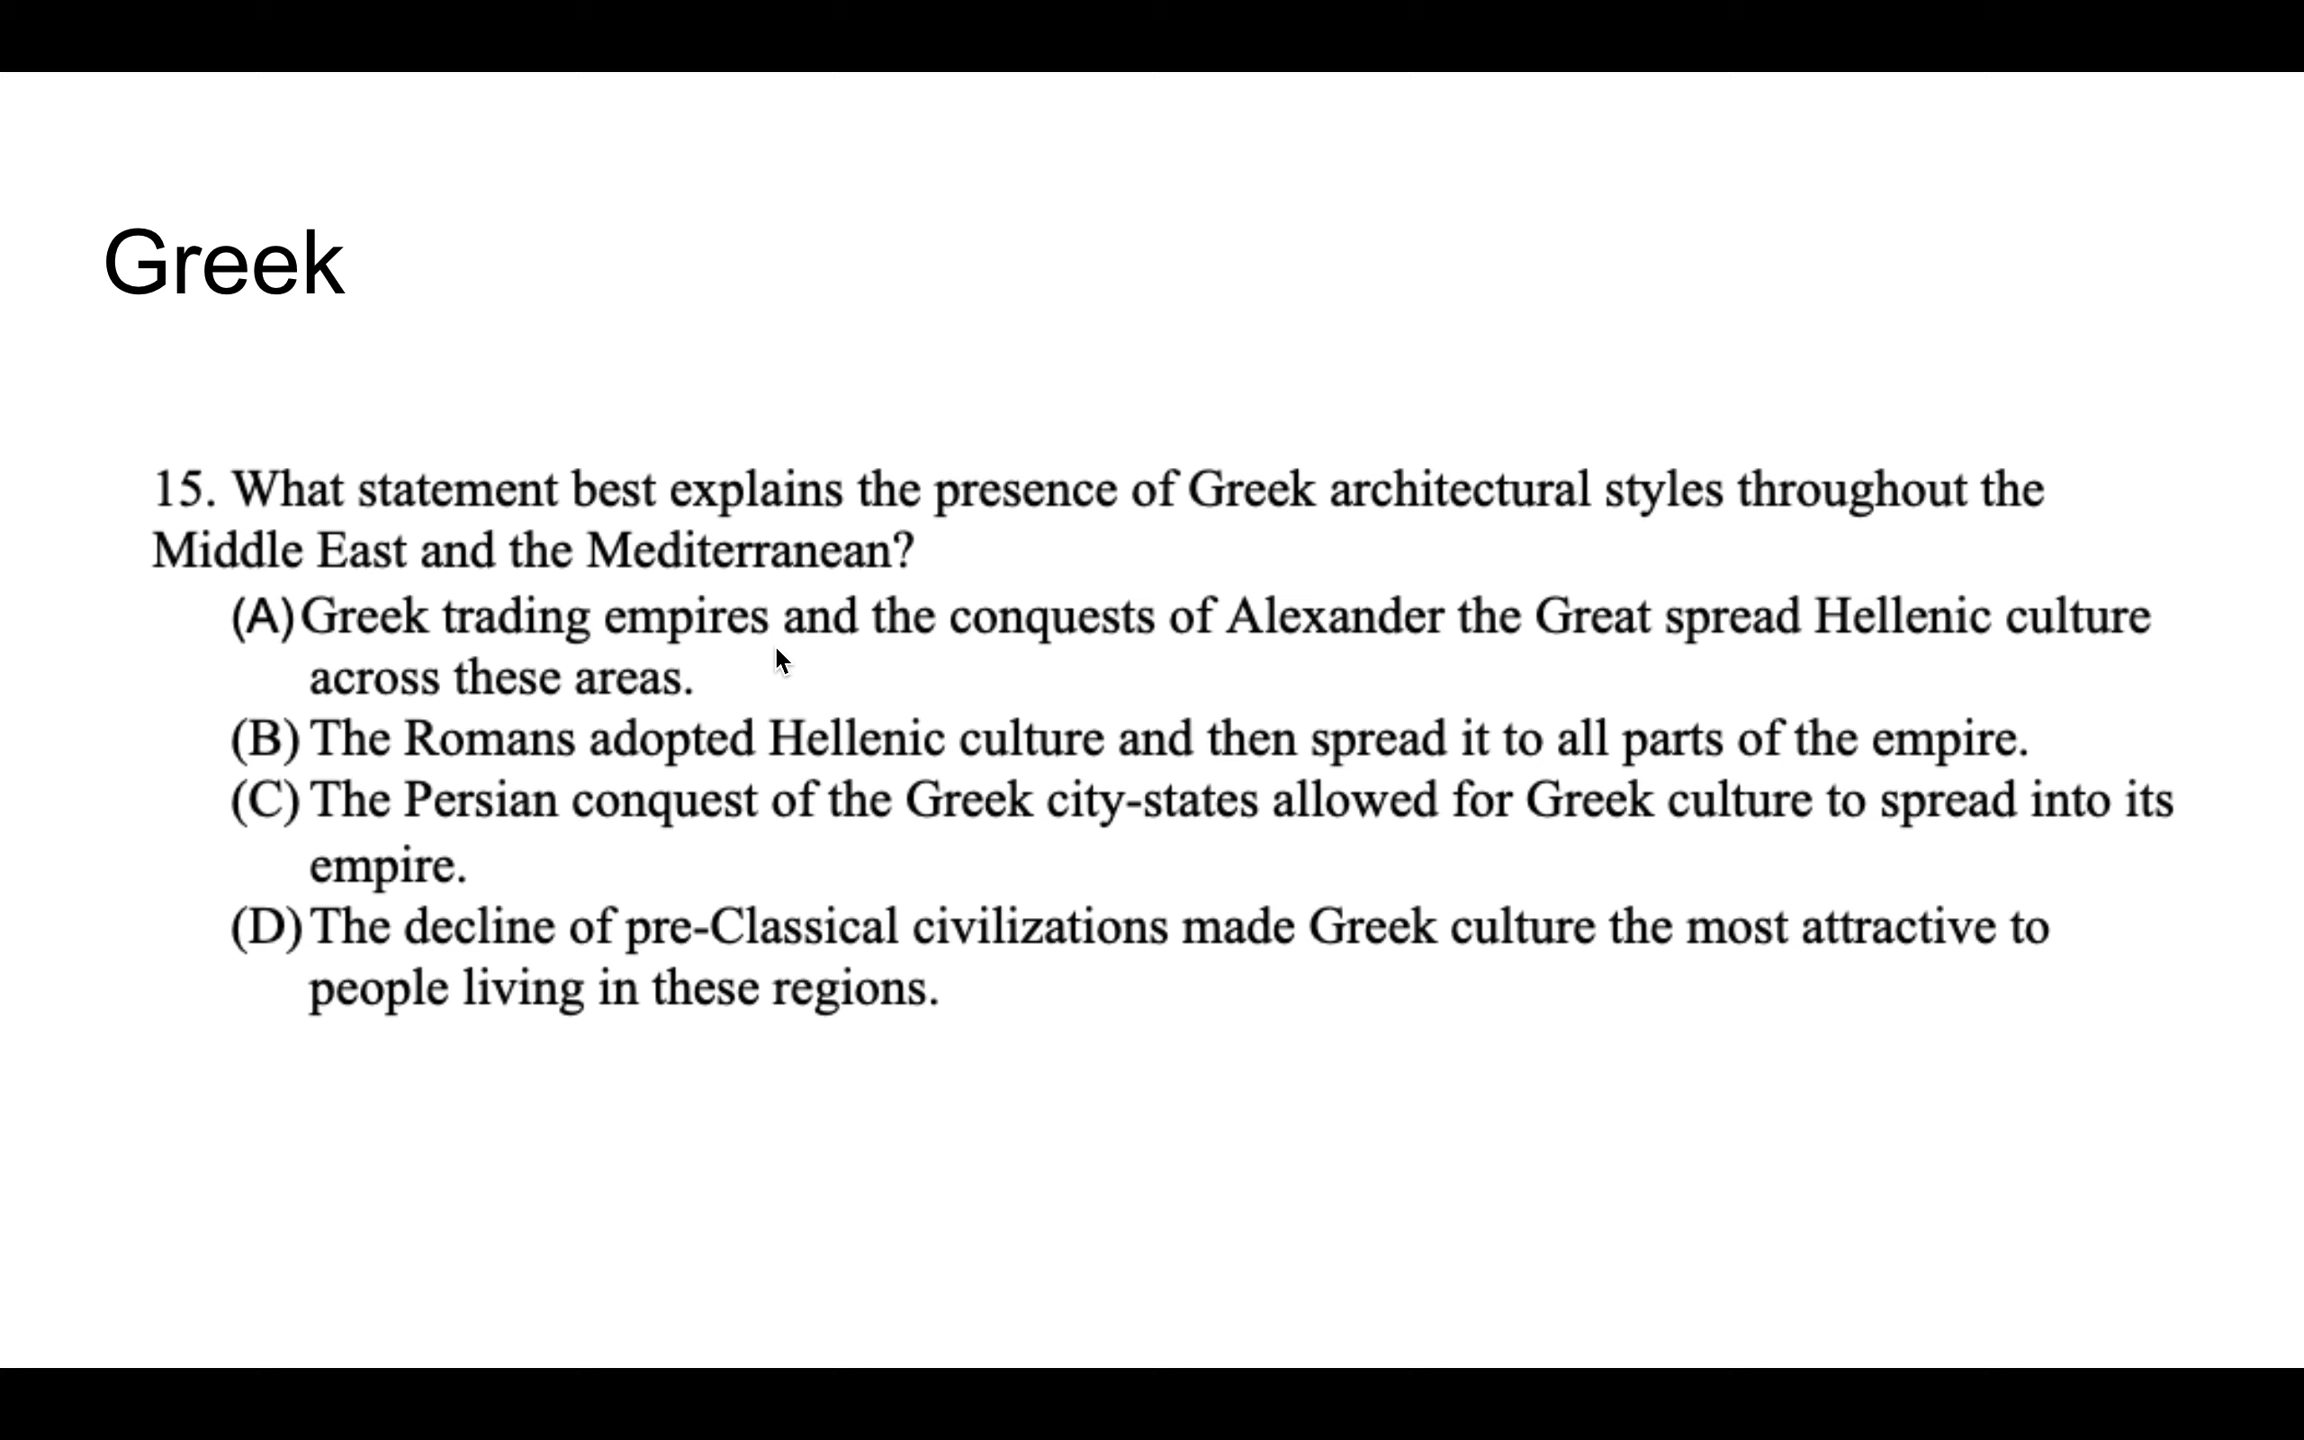 Greek
15. What statement best explains the presence of Greek architectural styles throughout the
Middle East and the Mediterranean?
(A) Greek trading empires and the conquests of Alexander the Great spread Hellenic culture
across these areas.
(B) The Romans adopted Hellenic culture and then spread it to all parts of the empire.
(C) The Persian conquest of the Greek city-states allowed for Greek culture to spread into its
empire.
(D) The decline of pre-Classical civilizations made Greek culture the most attractive to
people living in these regions.